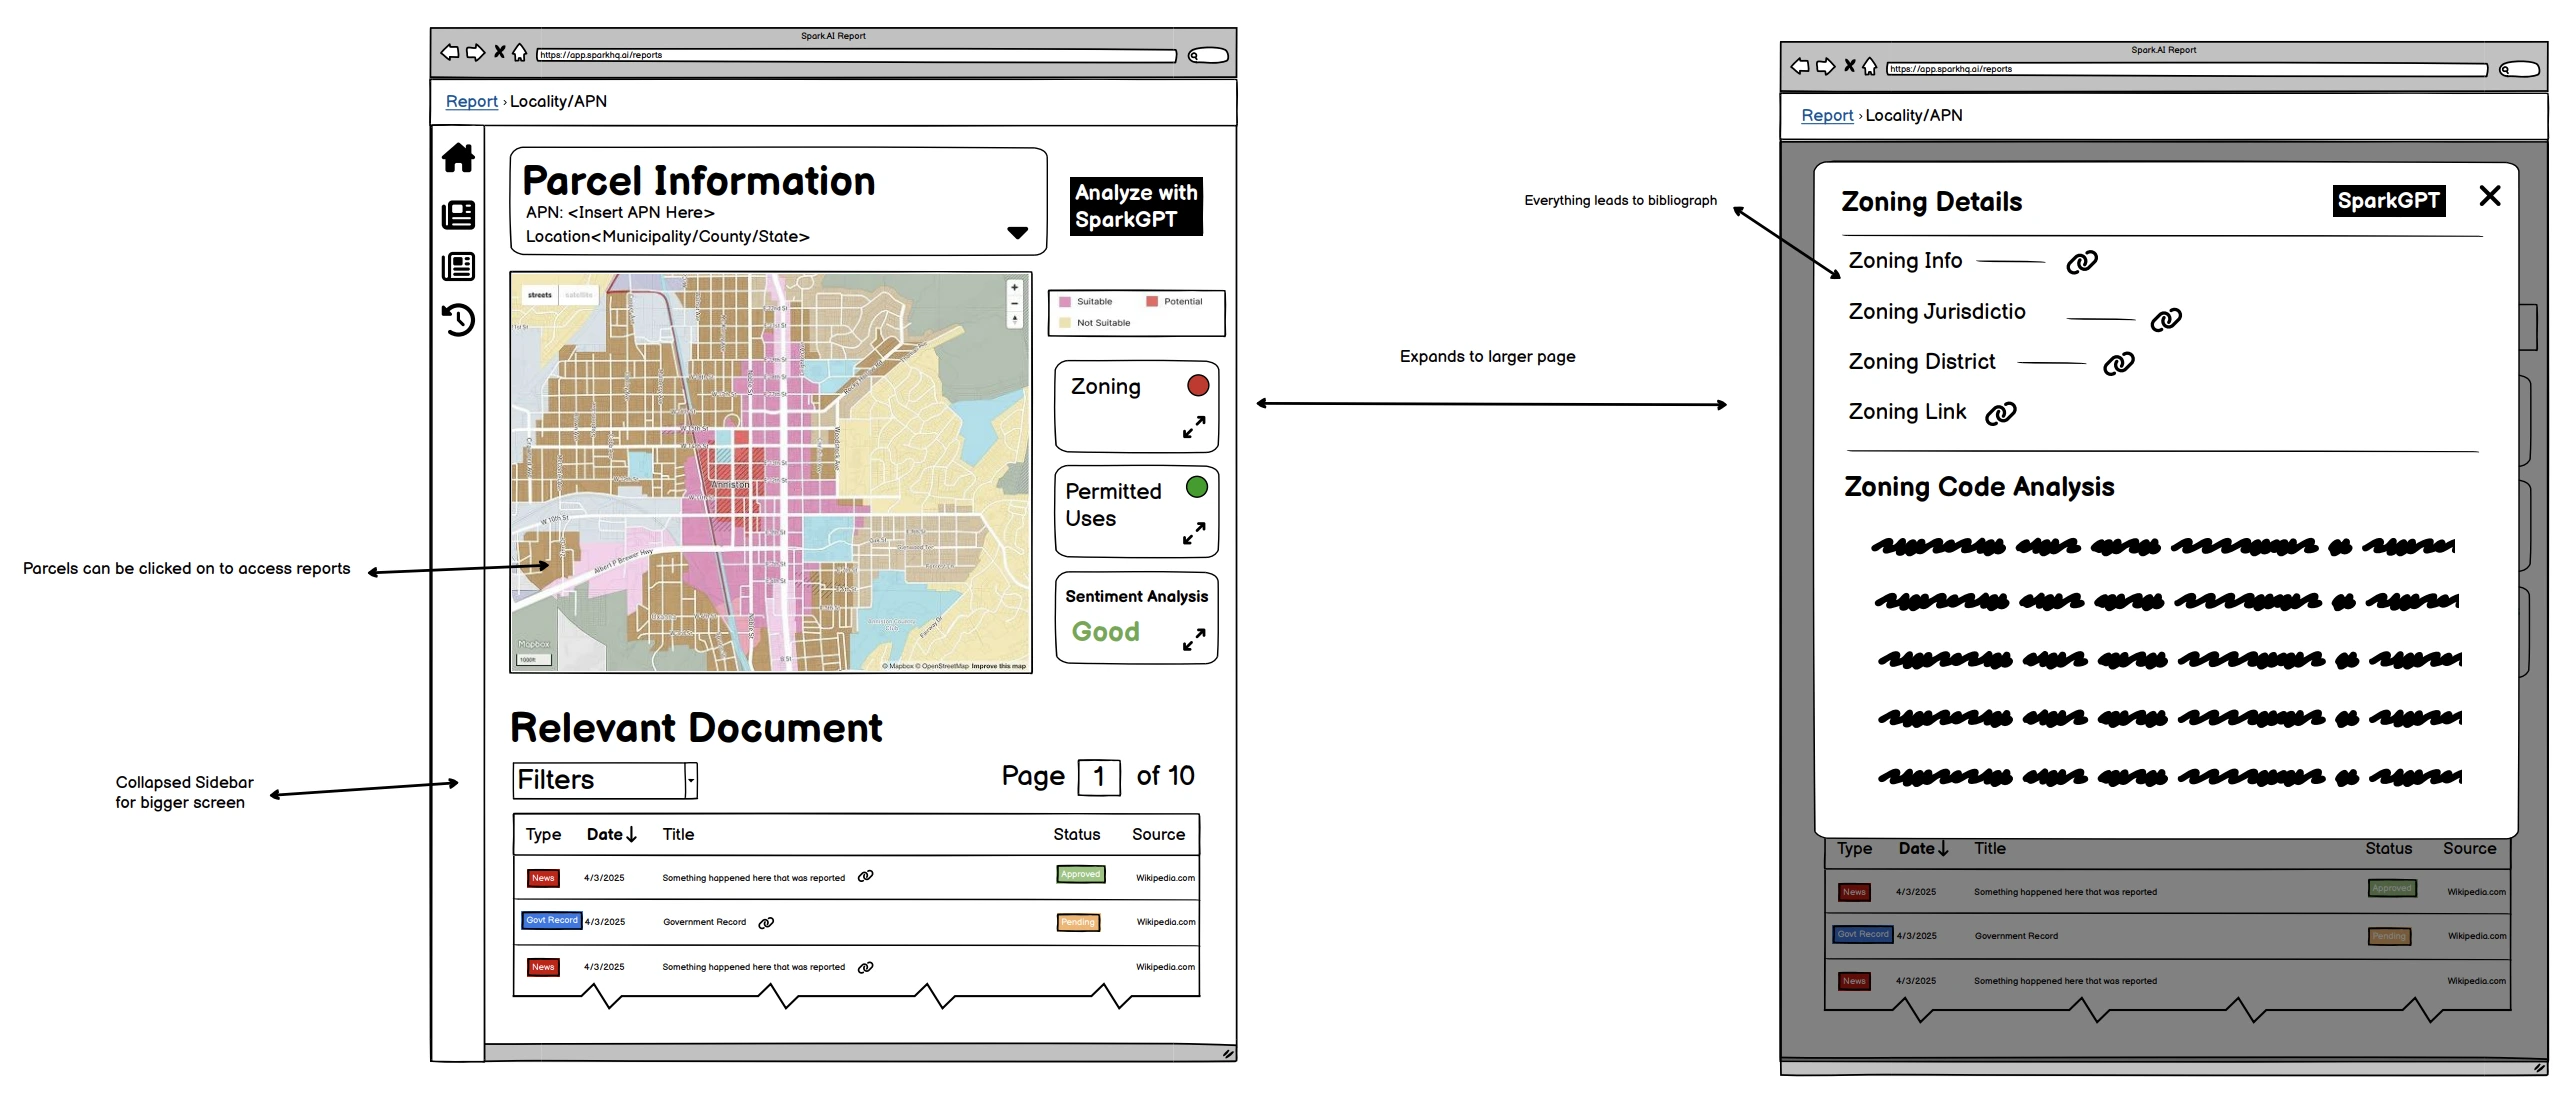 Spark.AI Report
https://app.sparkhq.ai/reports
Report › Locality/APN
Parcel Information
APN: <Insert APN Here>
Location<Municipality/County/State>
Analyze with
SparkGPT
streets satellite
Suitable Potential
Not Suitable
Anniston
W 10th St
Albert P Brewer Hwy
Mapbox
1000ft
© Mapbox © OpenStreetMap Improve this map
Zoning
Permitted
Uses
Sentiment Analysis
Good
Relevant Document
Filters
Page 1 of 10
Type Date Title Status Source
News 4/3/2025 Something happened here that was reported Approved Wikipedia.com
Govt Record 4/3/2025 Government Record Pending Wikipedia.com
News 4/3/2025 Something happened here that was reported Wikipedia.com
Parcels can be clicked on to access reports
Collapsed Sidebar
for bigger screen
Everything leads to bibliograph
Expands to larger page
Spark.AI Report
https://app.sparkhq.ai/reports
Report › Locality/APN
Zoning Details SparkGPT
Zoning Info
Zoning Jurisdictio
Zoning District
Zoning Link
Zoning Code Analysis
Type Date Title Status Source
News 4/3/2025 Something happened here that was reported Approved Wikipedia.com
Govt Record 4/3/2025 Government Record Pending Wikipedia.com
News 4/3/2025 Something happened here that was reported Wikipedia.com